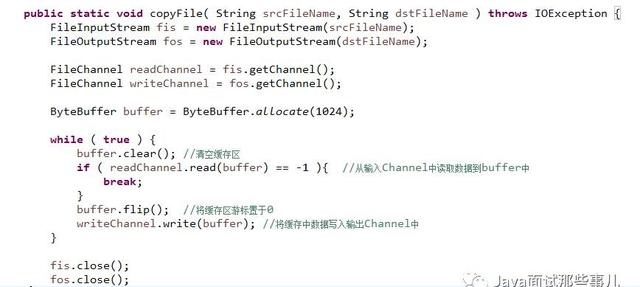 public static void copyFile( String srcFileName, String dstFileName ) throws IOException {
FileInputStream fis = new FileInputStream(srcFileName);
FileOutputStream fos = new FileOutputStream(dstFileName);
FileChannel readChannel = fis.getChannel();
FileChannel writeChannel = fos.getChannel();
ByteBuffer buffer = ByteBuffer.allocate(1024);
while ( true ) {
buffer.clear(); //清空缓存区
if ( readChannel.read(buffer) == -1 ){ //从输入Channel中读取数据到buffer中
break;
}
buffer.flip(); //将缓存区游标置于0
writeChannel.write(buffer); //将缓存中数据写入输出Channel中
}
fis.close();
fos.close();
Java面试那些事儿